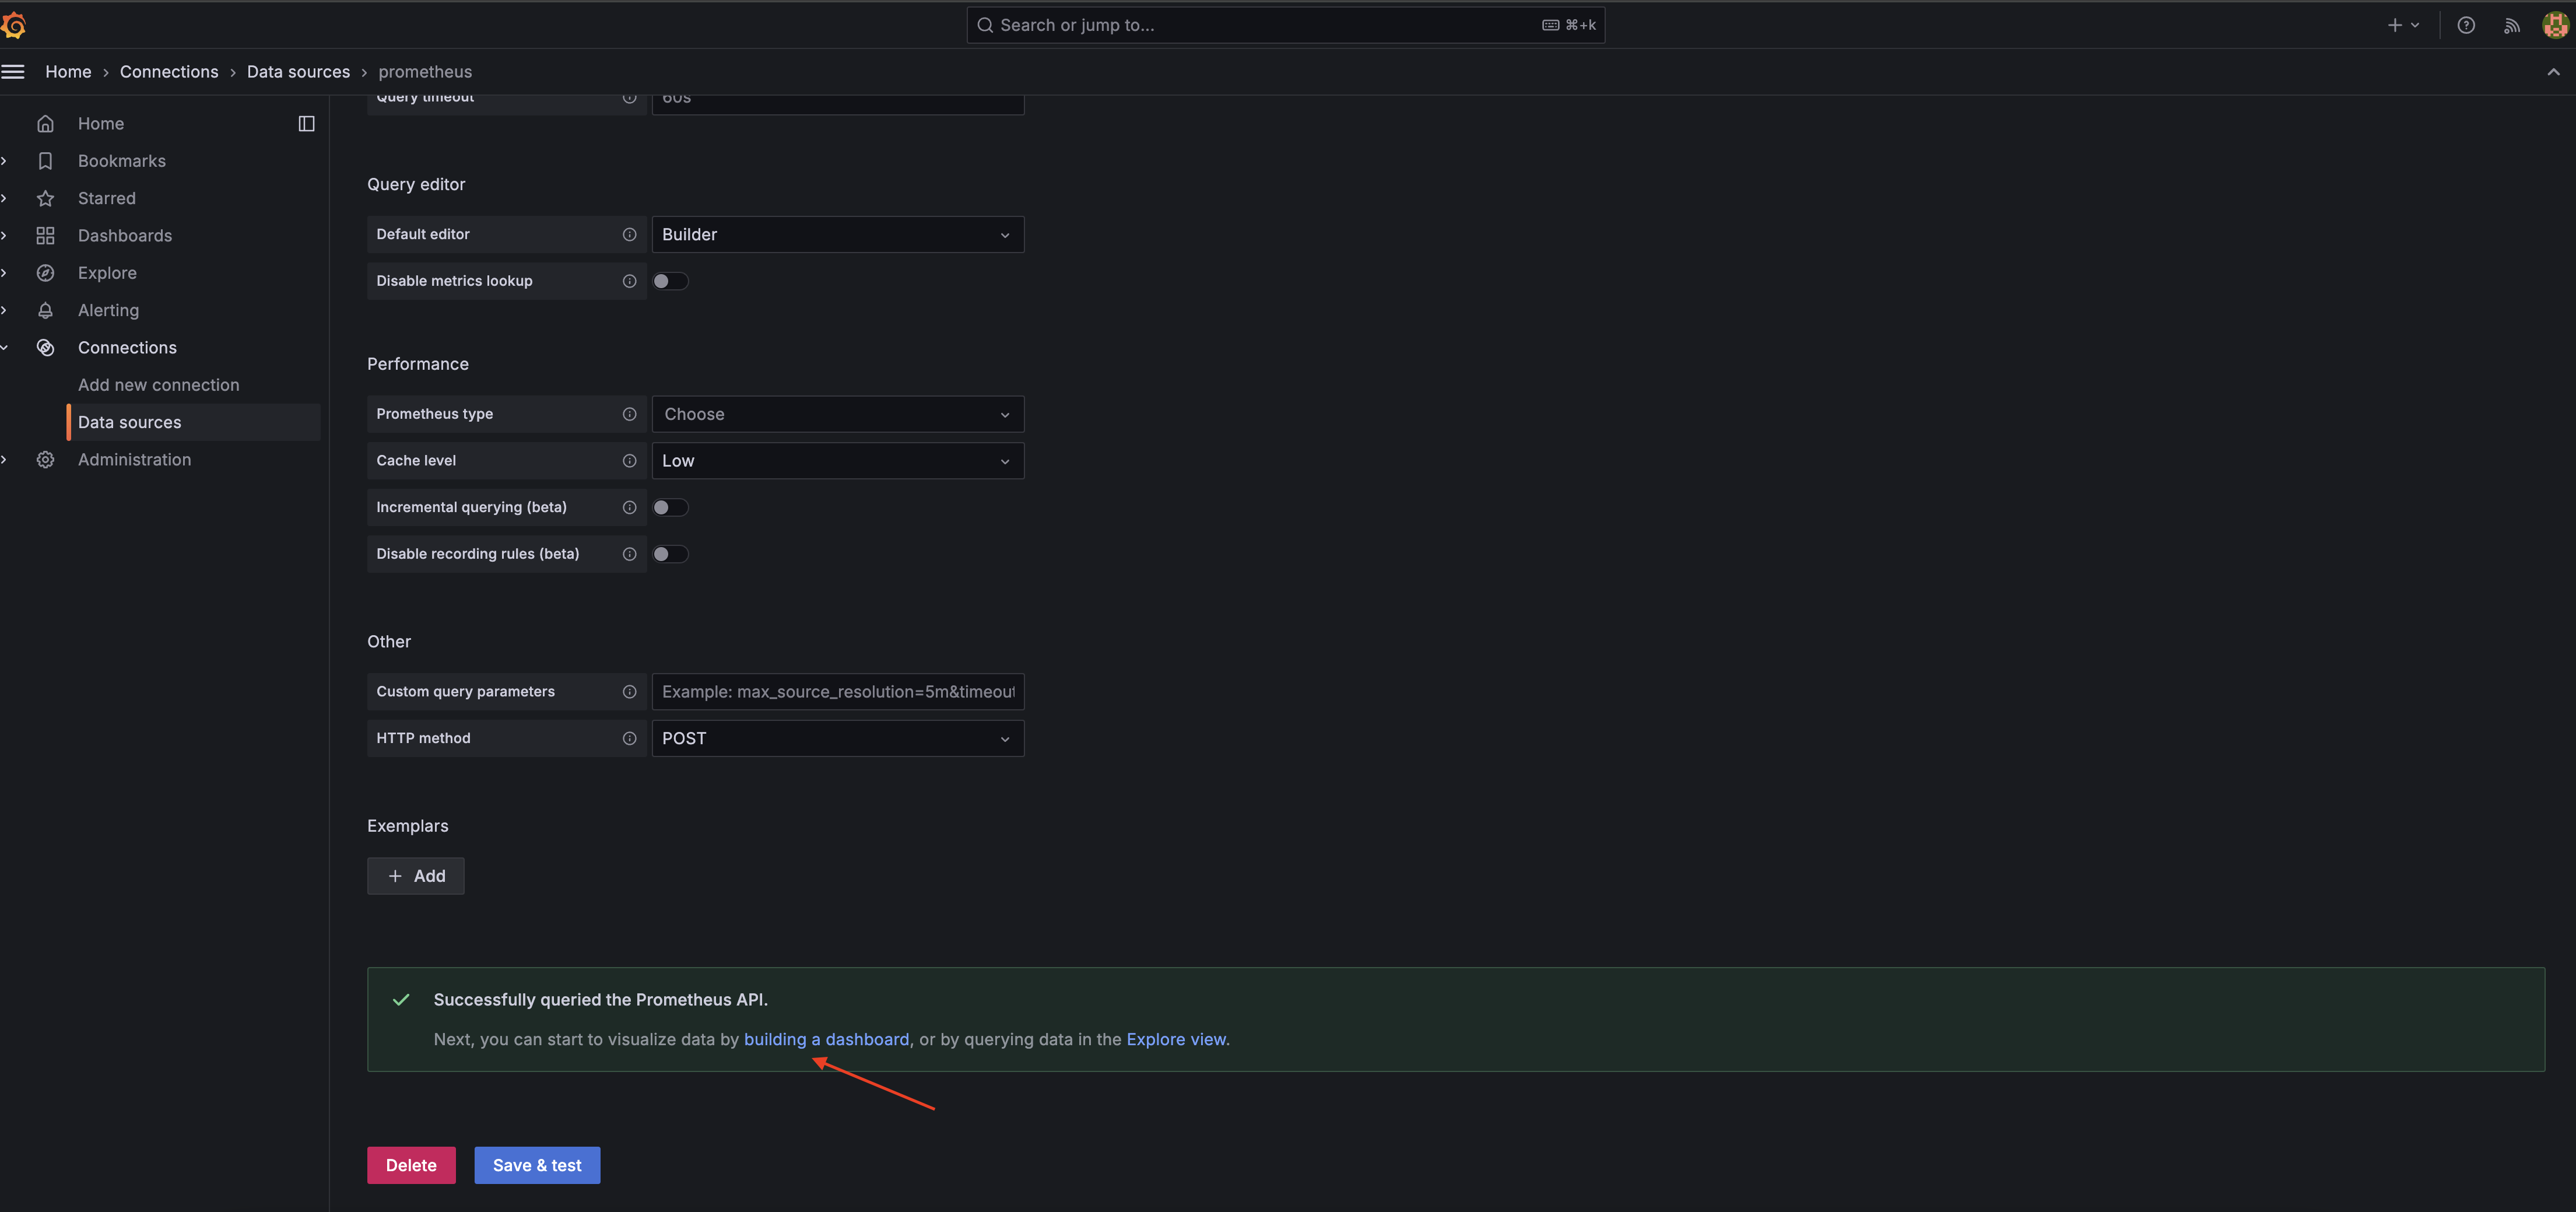 Search or jump to...
⌘+k
Home > Connections > Data sources > prometheus
Home
Bookmarks
Starred
Dashboards
Explore
Alerting
Connections
Add new connection
Data sources
Administration
Query timeout
60s
Query editor
Default editor
Builder
Disable metrics lookup
Performance
Prometheus type
Choose
Cache level
Low
Incremental querying (beta)
Disable recording rules (beta)
Other
Custom query parameters
Example: max_source_resolution=5m&timeout
HTTP method
POST
Exemplars
+ Add
Successfully queried the Prometheus API.
Next, you can start to visualize data by building a dashboard, or by querying data in the Explore view.
Delete
Save & test